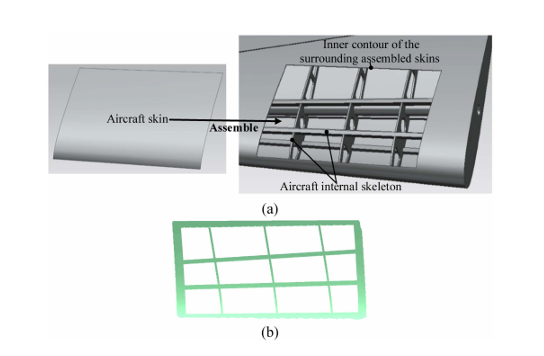 Inner contour of the
surrounding assembled skins
Aircraft skin
Assemble
Aircraft internal skeleton
(a)
(b)